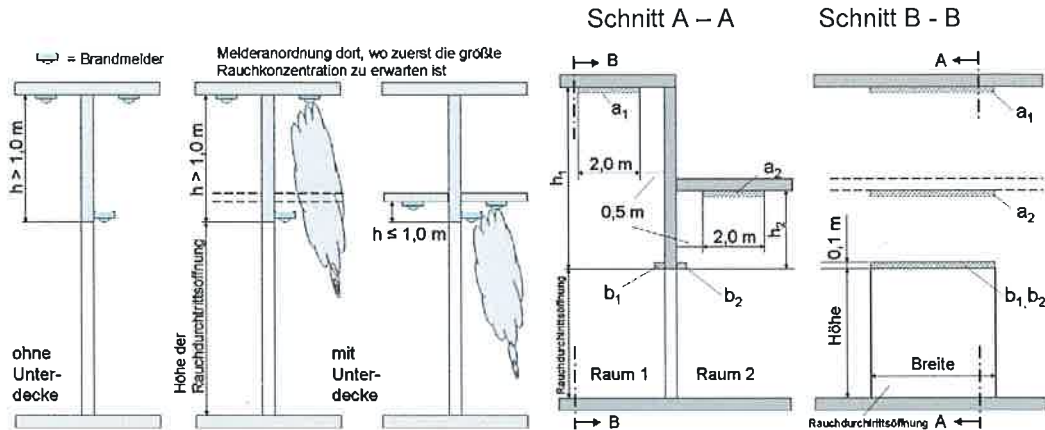 = Brandmelder
Melderanordnung dort, wo zuerst die größte
Rauchkonzentration zu erwarten ist
h > 1,0 m
ohne
Unter-
decke
h > 1,0 m
Höhe der
Rauchdurchtrittsöffnung
mit
Unter-
decke
h ≤ 1,0 m
Schnitt A – A
B
a1
2,0 m
h1
a2
0,5 m
2,0 m
h2
b1
b2
Rauchdurchtrittsöffnung
Raum 1
Raum 2
B
Schnitt B - B
A
a1
a2
0,1 m
b1, b2
Höhe
Breite
Rauchdurchtrittsöffnung
A